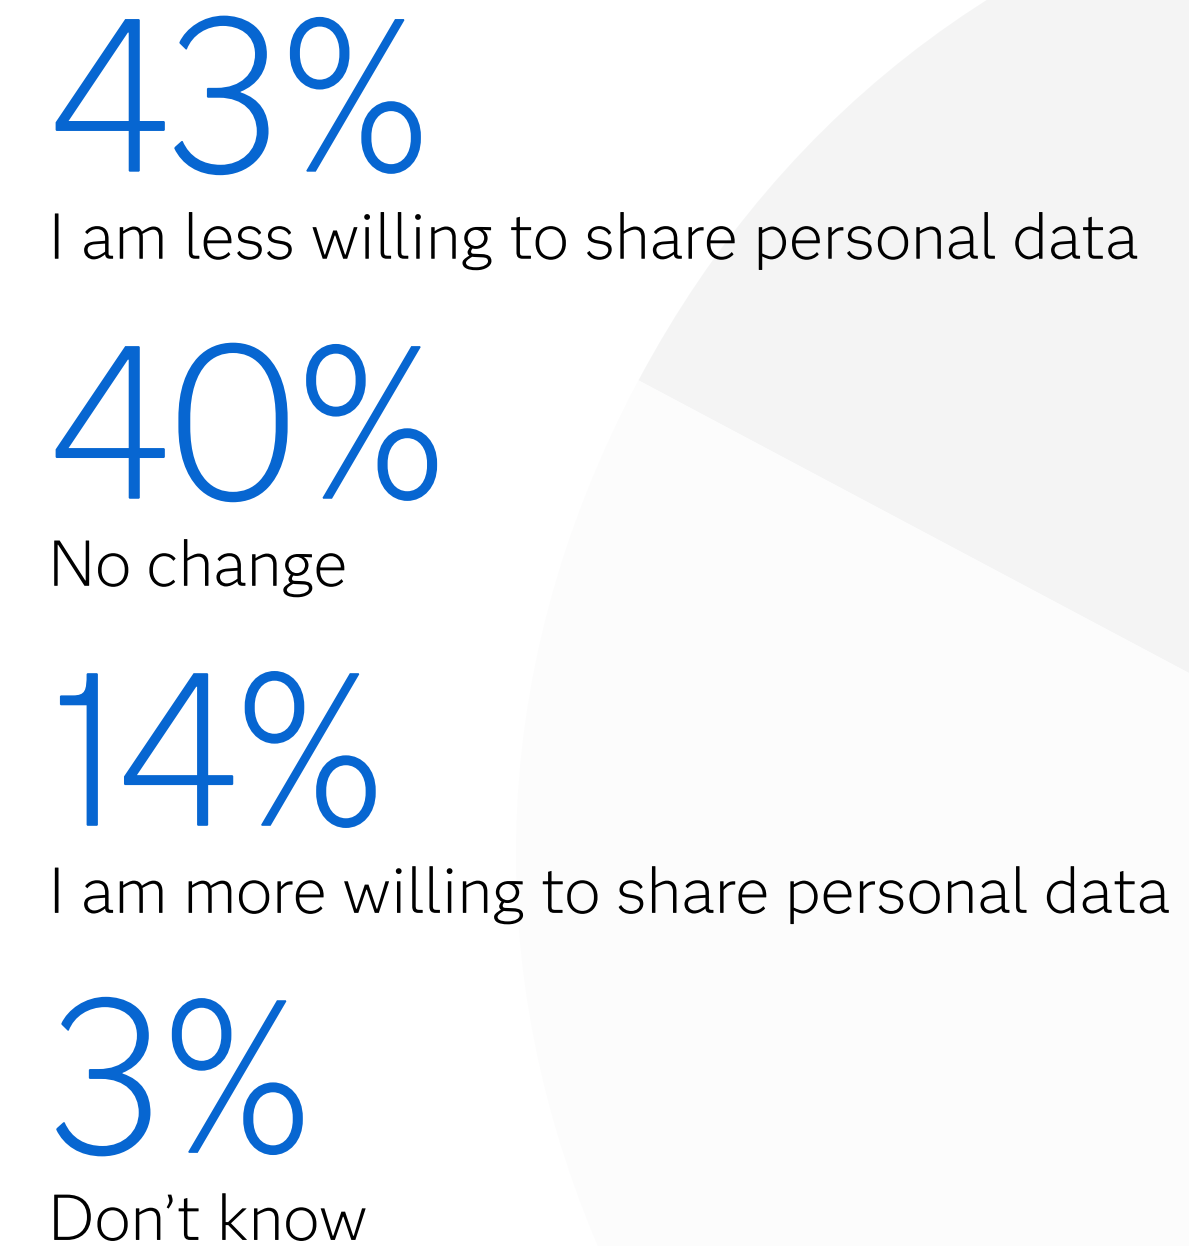 43%
I am less willing to share personal data
40%
No change
14%
I am more willing to share personal data
3%
Don’t know